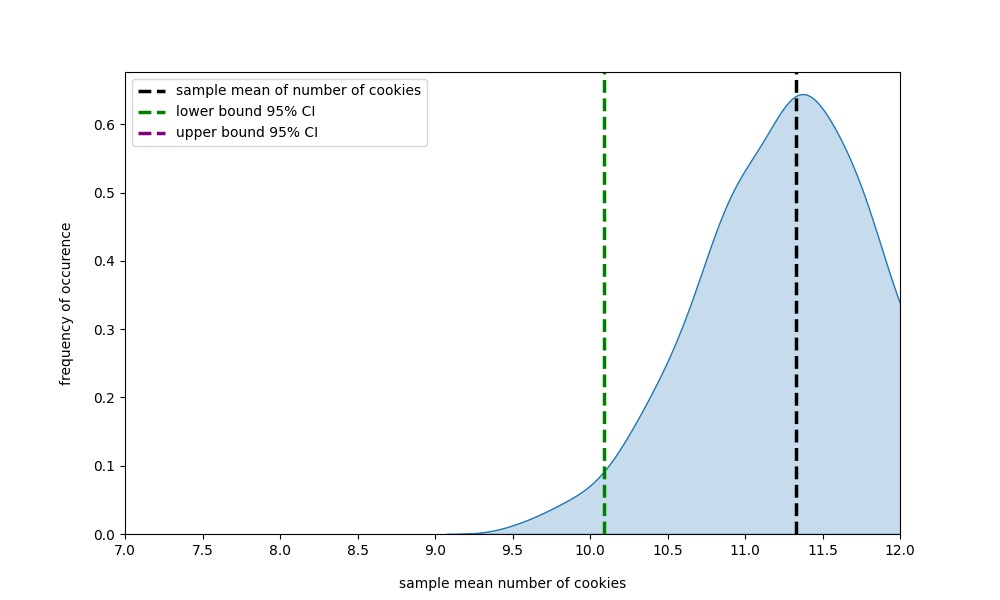 sample mean of number of cookies
lower bound 95% CI
upper bound 95% CI
frequency of occurence
0.6
0.5
0.4
0.3
0.2
0.1
0.0
7.0 7.5 8.0 8.5 9.0 9.5 10.0 10.5 11.0 11.5 12.0
sample mean number of cookies